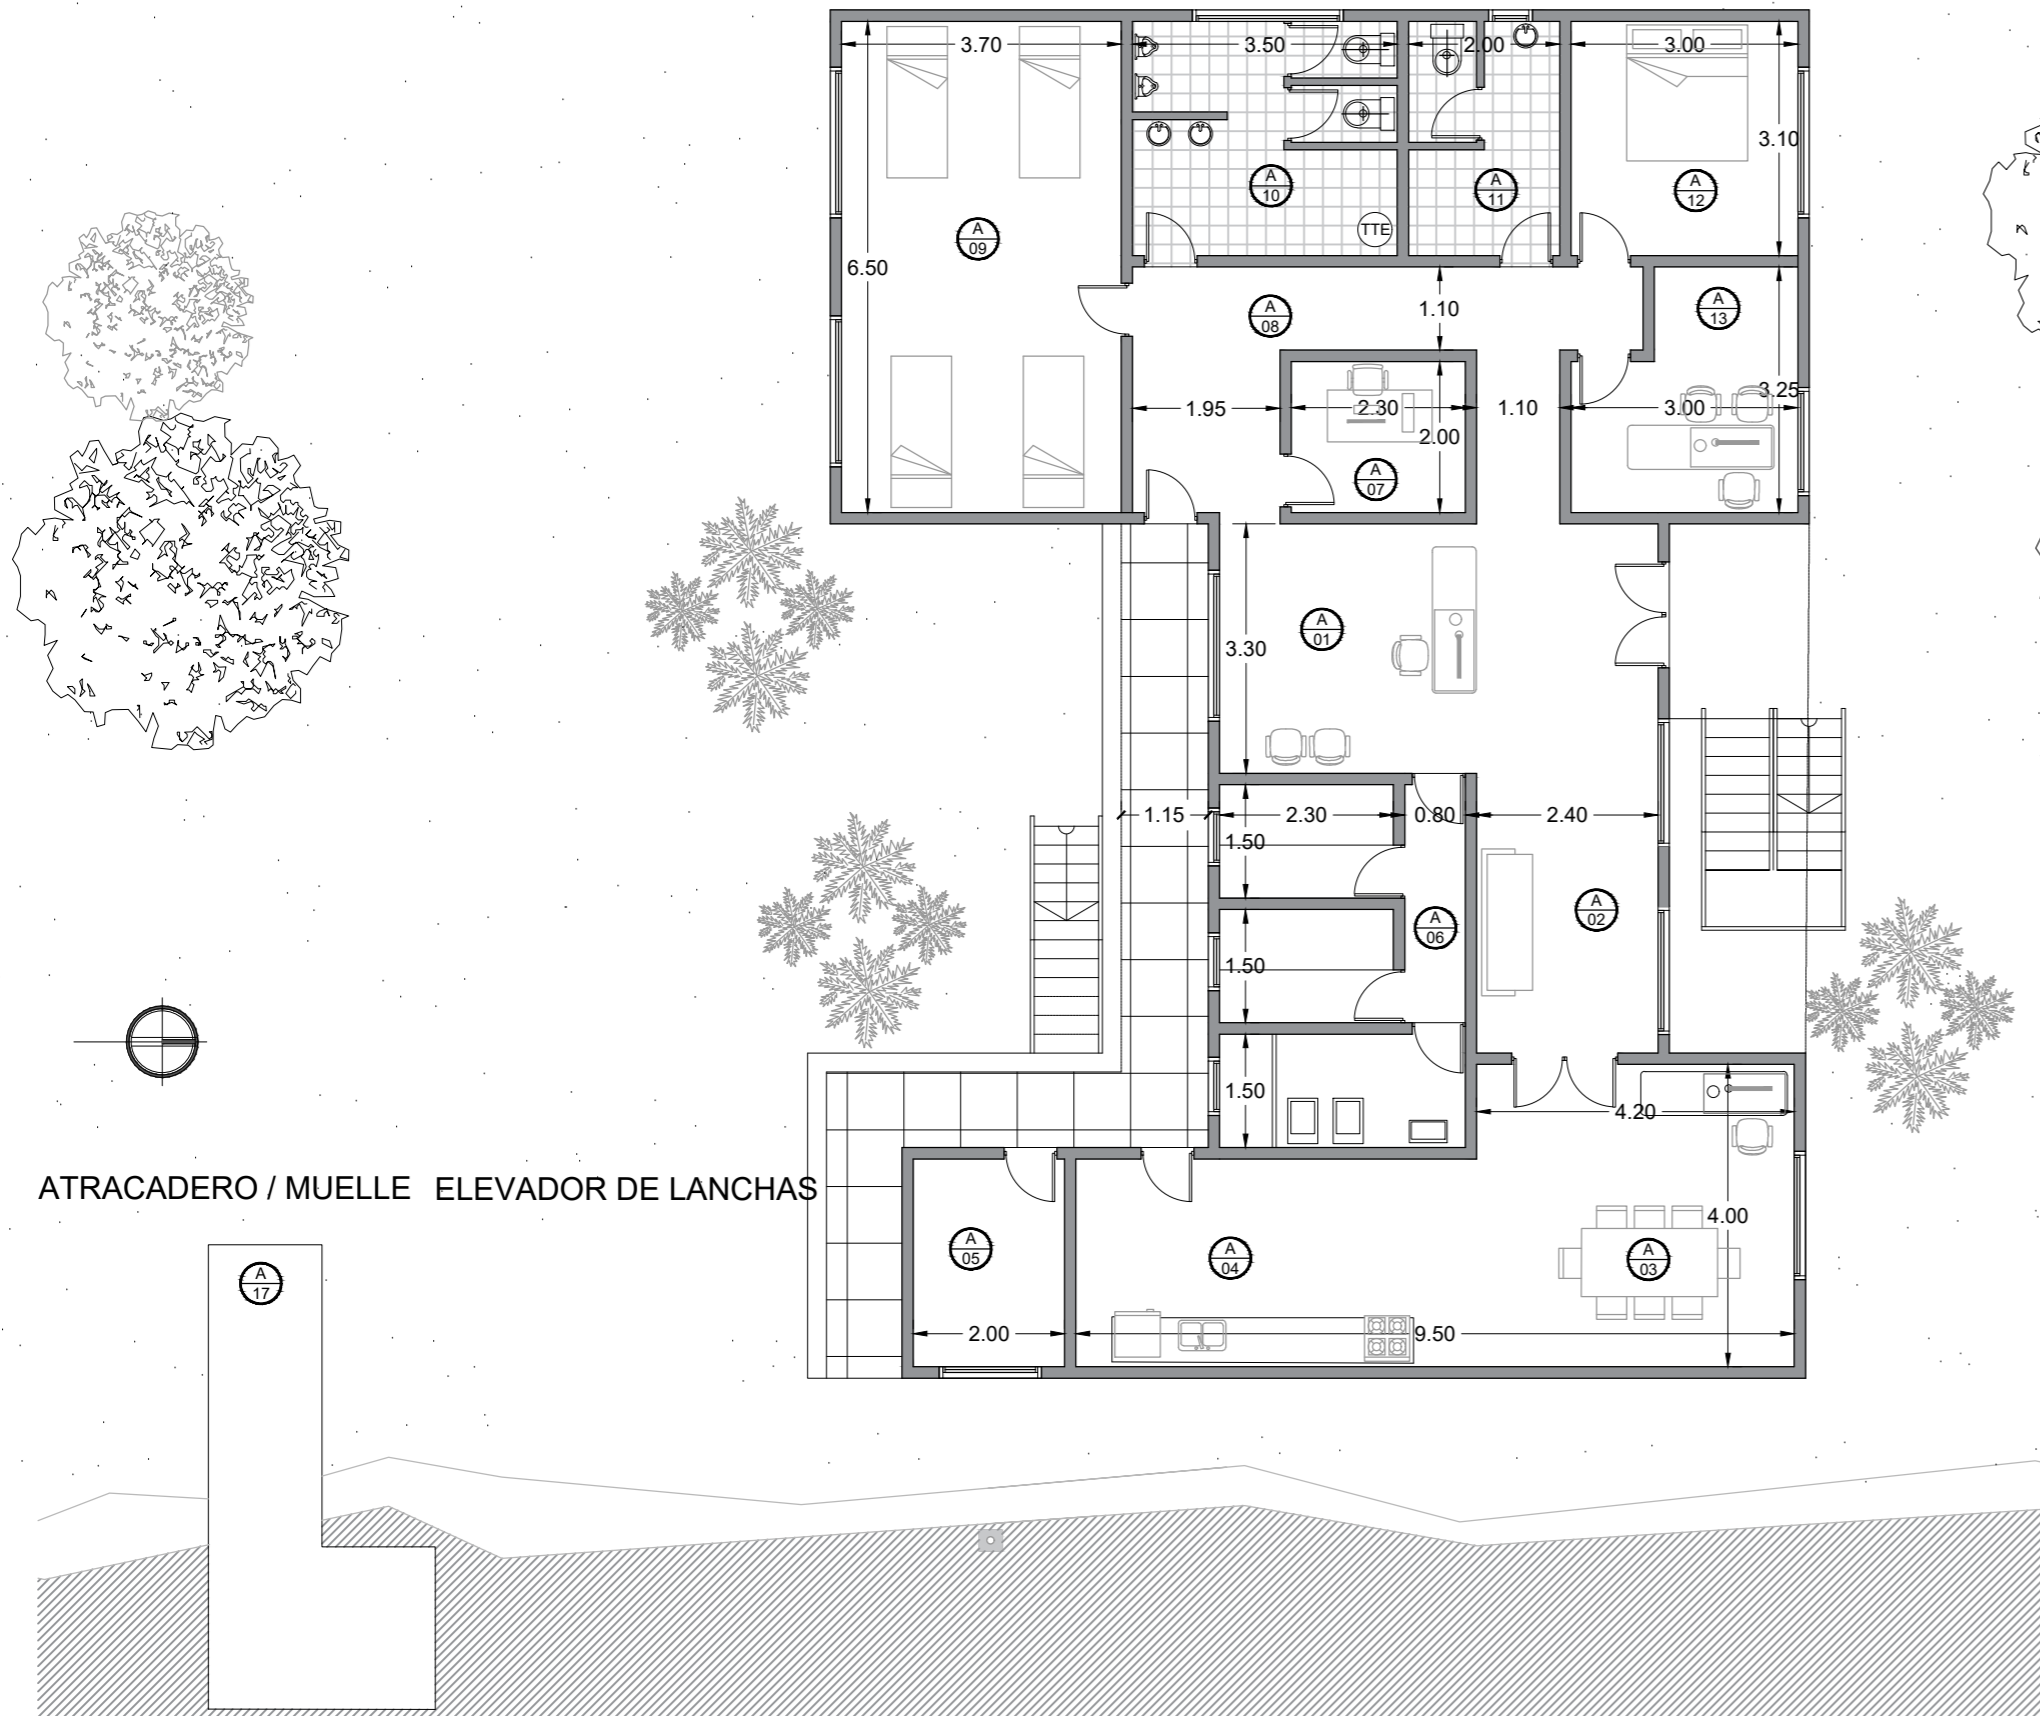 3.70
3.50
2.00
3.00
3.10
A
10
A
11
A
12
TTE
A
09
6.50
A
08
1.10
A
13
3.25
1.95
2.30
1.10
3.00
2.00
A
07
A
01
3.30
1.15
2.30
0.80
2.40
1.50
A
02
A
06
1.50
1.50
4.20
ATRACADERO / MUELLE ELEVADOR DE LANCHAS
4.00
A
05
A
04
A
03
A
17
2.00
9.50